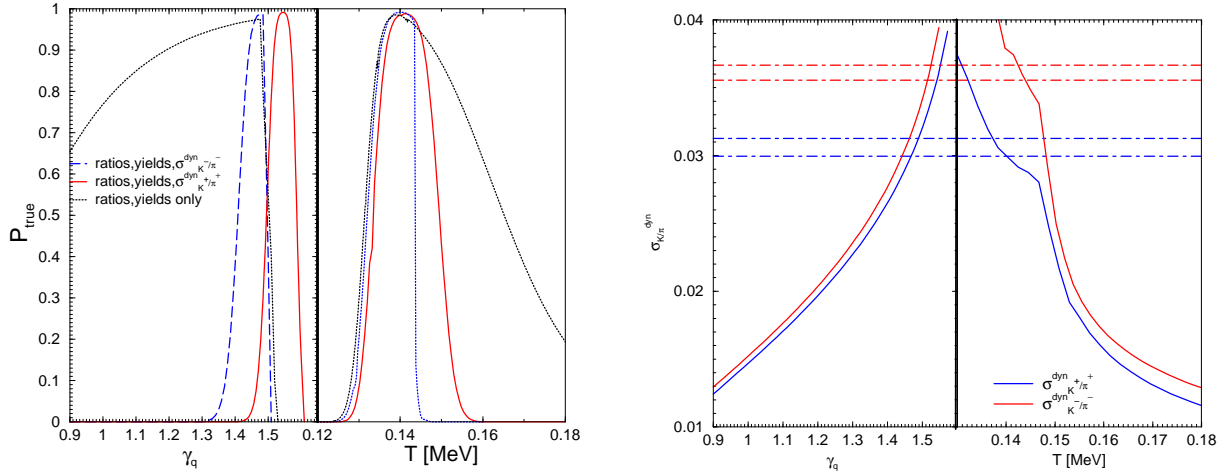 1
0.9
0.8
0.7
0.6
0.5
0.4
0.3
0.2
0.1
0
P_true
ratios,yields,σ^dyn_K⁻/π⁻
ratios,yields,σ^dyn_K⁺/π⁺
ratios,yields only
0.9 1 1.1 1.2 1.3 1.4 1.5 0.12 0.14 0.16 0.18
γ_q T [MeV]
0.04
0.03
0.02
0.01
σ^dyn_K/π
σ^dyn_K⁺/π⁺
σ^dyn_K⁻/π⁻
0.9 1 1.1 1.2 1.3 1.4 1.5 0.14 0.15 0.16 0.17 0.18
γ_q T [MeV]